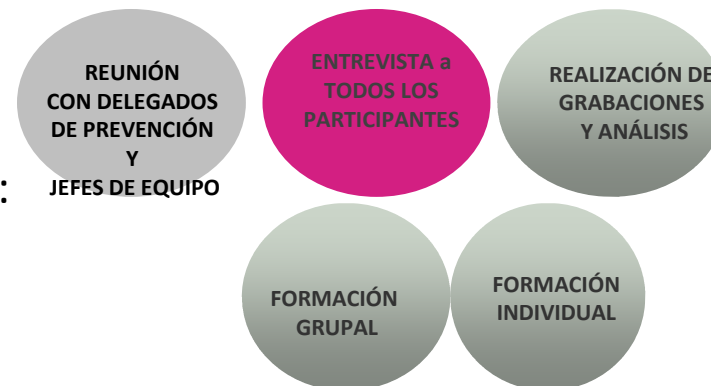 REUNIÓN
CON DELEGADOS
DE PREVENCIÓN
Y
JEFES DE EQUIPO
:
ENTREVISTA a
TODOS LOS
PARTICIPANTES
REALIZACIÓN DE
GRABACIONES
Y ANÁLISIS
FORMACIÓN
GRUPAL
FORMACIÓN
INDIVIDUAL